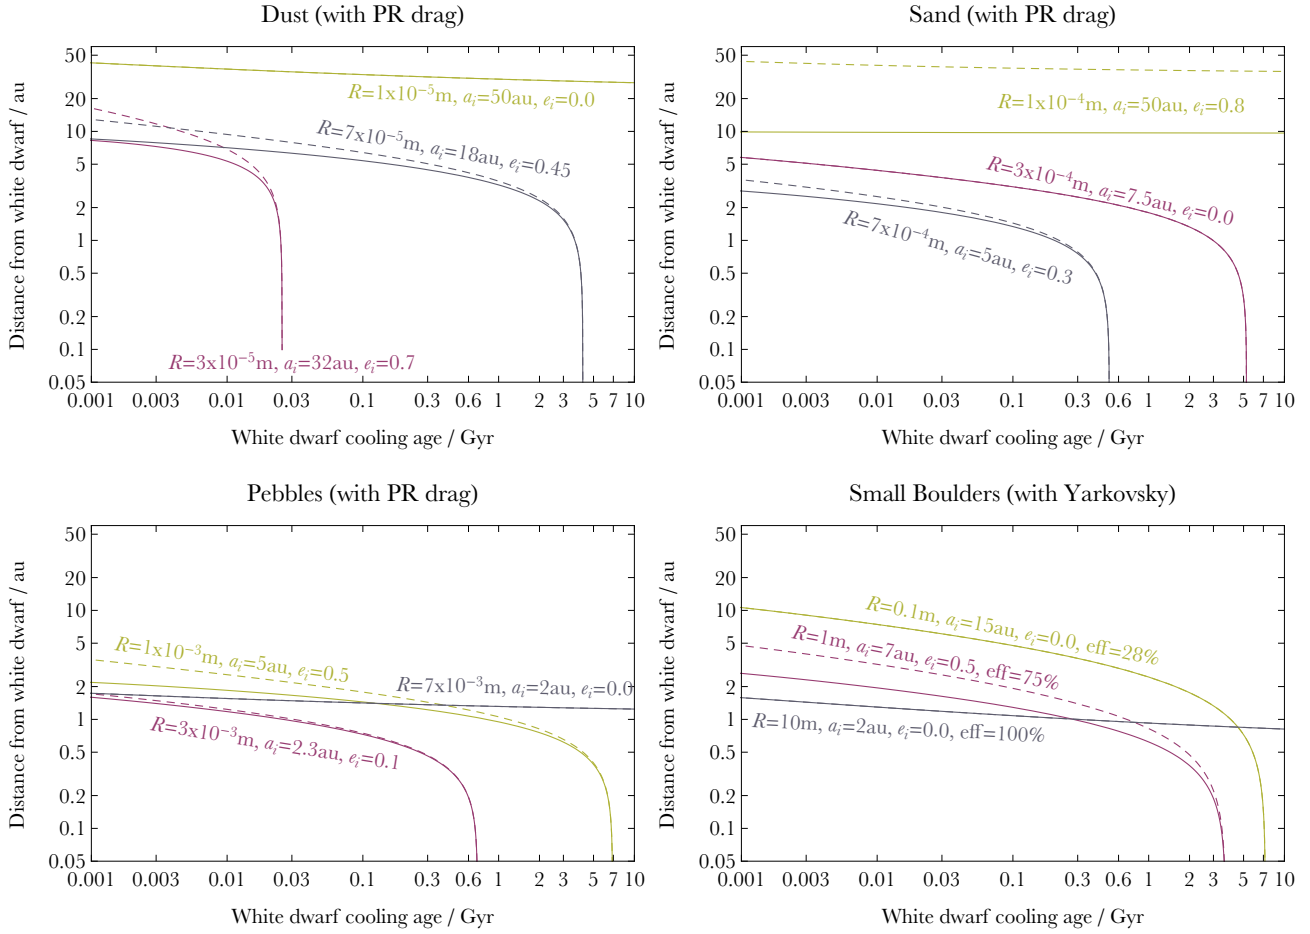 Dust (with PR drag)
Distance from white dwarf / au
50
20
10
5
2
1
0.5
0.2
0.1
0.05
R=1x10⁻⁵m, aᵢ=50au, eᵢ=0.0
R=7x10⁻⁵m, aᵢ=18au, eᵢ=0.45
R=3x10⁻⁵m, aᵢ=32au, eᵢ=0.7
0.001 0.003 0.01 0.03 0.1 0.3 0.6 1 2 3 5 7 10
White dwarf cooling age / Gyr
Sand (with PR drag)
Distance from white dwarf / au
50
20
10
5
2
1
0.5
0.2
0.1
0.05
R=1x10⁻⁴m, aᵢ=50au, eᵢ=0.8
R=3x10⁻⁴m, aᵢ=7.5au, eᵢ=0.0
R=7x10⁻⁴m, aᵢ=5au, eᵢ=0.3
0.001 0.003 0.01 0.03 0.1 0.3 0.6 1 2 3 5 7 10
White dwarf cooling age / Gyr
Pebbles (with PR drag)
Distance from white dwarf / au
50
20
10
5
2
1
0.5
0.2
0.1
0.05
R=1x10⁻³m, aᵢ=5au, eᵢ=0.5
R=7x10⁻³m, aᵢ=2au, eᵢ=0.0
R=3x10⁻³m, aᵢ=2.3au, eᵢ=0.1
0.001 0.003 0.01 0.03 0.1 0.3 0.6 1 2 3 5 7 10
White dwarf cooling age / Gyr
Small Boulders (with Yarkovsky)
Distance from white dwarf / au
50
20
10
5
2
1
0.5
0.2
0.1
0.05
R=0.1m, aᵢ=15au, eᵢ=0.0, eff=28%
R=1m, aᵢ=7au, eᵢ=0.5, eff=75%
R=10m, aᵢ=2au, eᵢ=0.0, eff=100%
0.001 0.003 0.01 0.03 0.1 0.3 0.6 1 2 3 5 7 10
White dwarf cooling age / Gyr